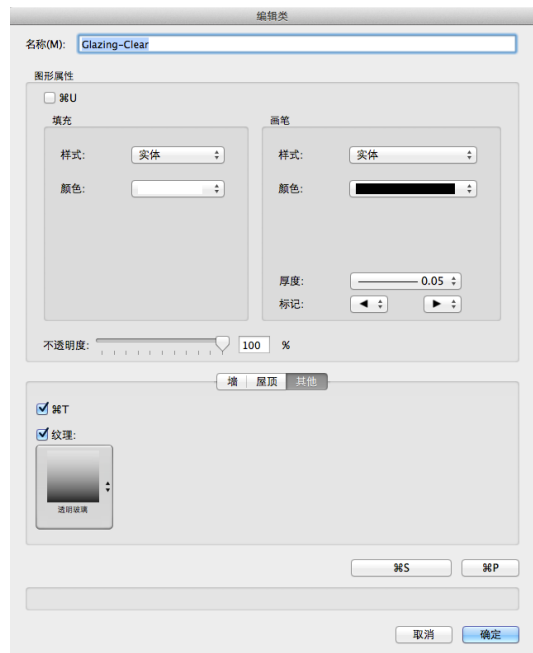 编辑类
名称(M): Glazing-Clear
图形属性
⌘U
填充
画笔
样式: 实体
样式: 实体
颜色:
颜色:
厚度: 0.05
标记:
不透明度: 100 %
墙 屋顶 其他
⌘T
纹理:
透明玻璃
⌘S ⌘P
取消 确定